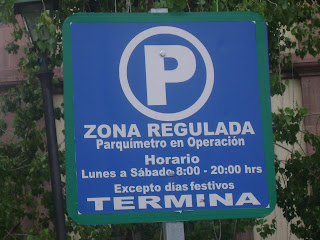 P
ZONA REGULADA
Parquímetro en Operación
Horario
Lunes a Sábado 8:00 - 20:00 hrs
Excepto días festivos
TERMINA